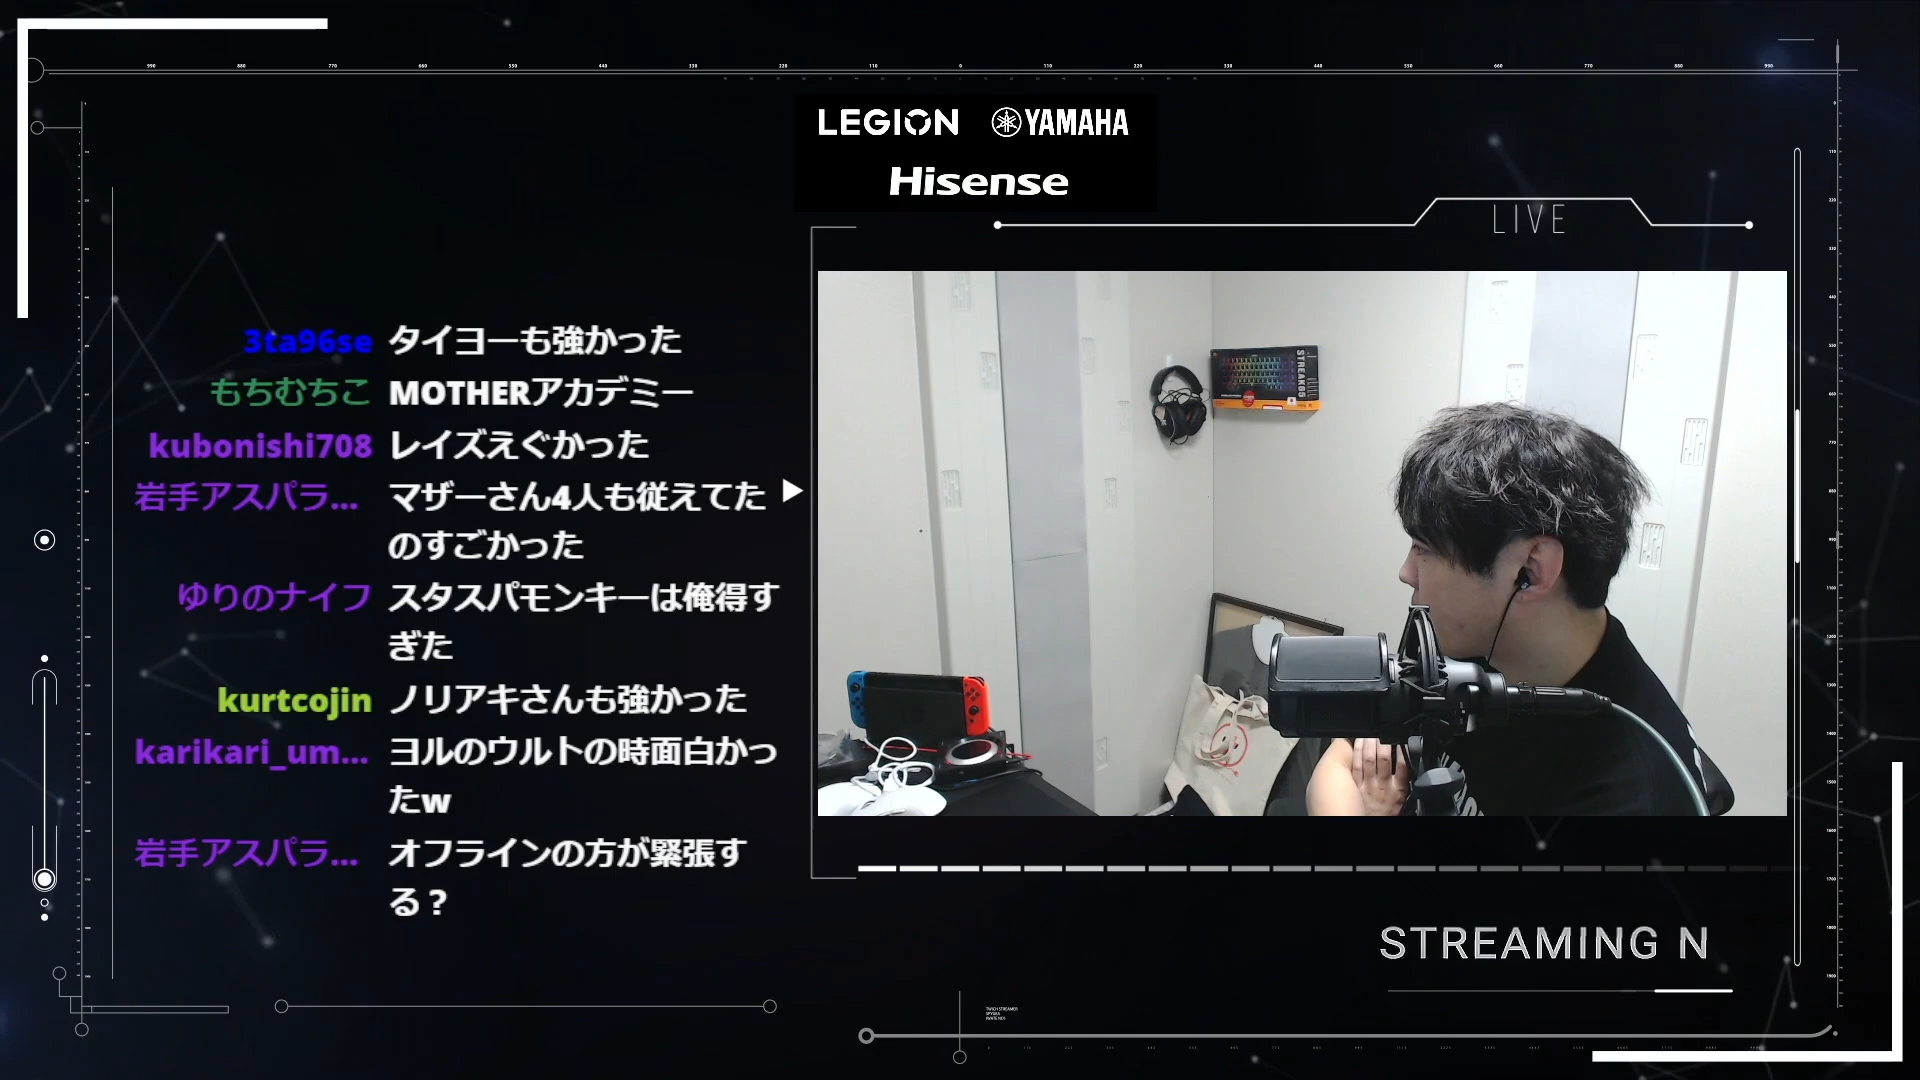 LEGION YAMAHA
Hisense
LIVE
3ta96se タイヨーも強かった
もちむちこ MOTHERアカデミー
kubonishi708 レイズえぐかった
岩手アスパラ... マザーさん4人も従えてた
のすごかった
ゆりのナイフ スタスパモンキーは俺得す
ぎた
kurtcojin ノリアキさんも強かった
karikari_um... ヨルのウルトの時面白かっ
たw
岩手アスパラ... オフラインの方が緊張す
る？
STREAK65
STREAMING N